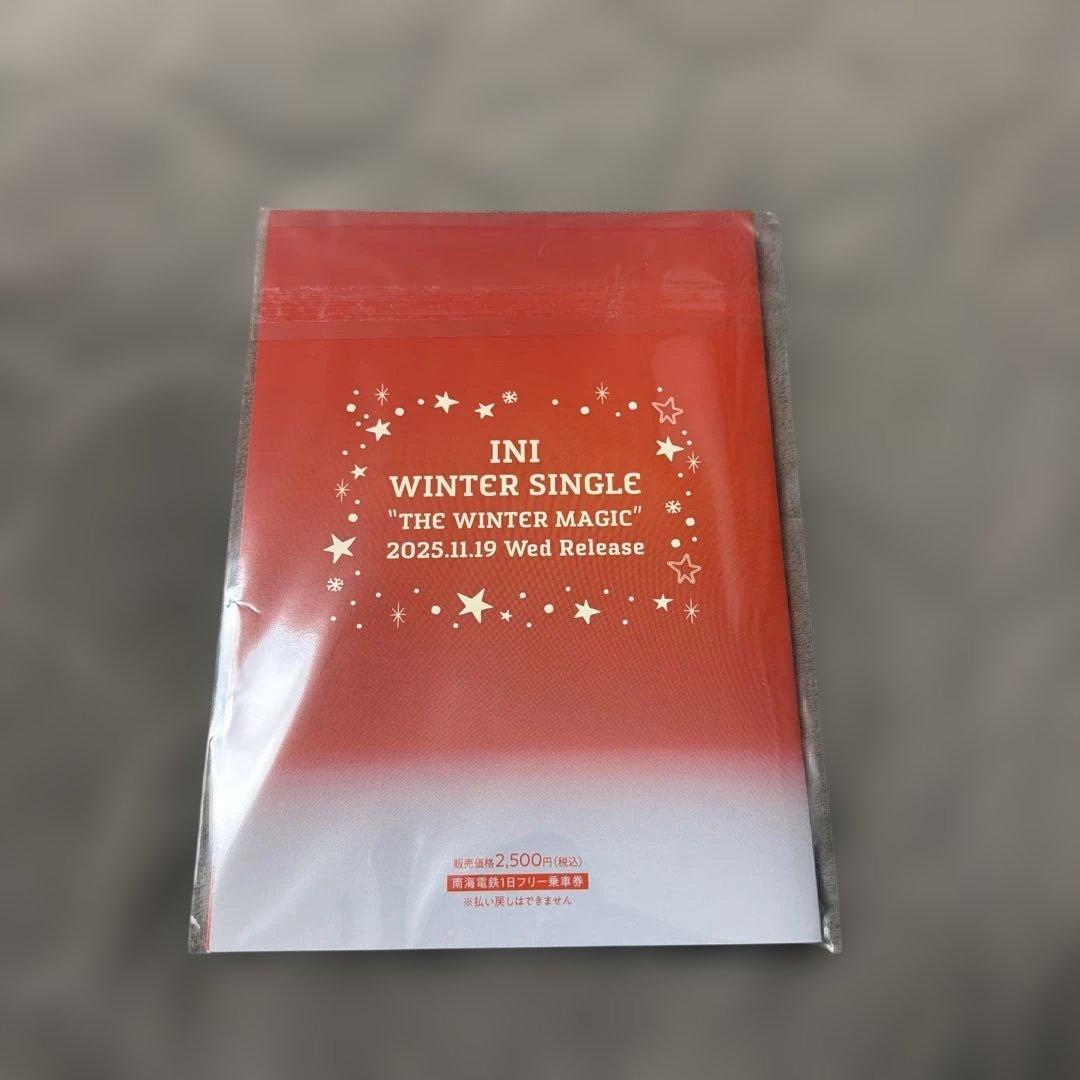 INI
WINTER SINGLE
"THE WINTER MAGIC"
2025.11.19 Wed Release
販売価格2,500円(税込)
南海電鉄1日フリー乗車券
※払い戻しはできません